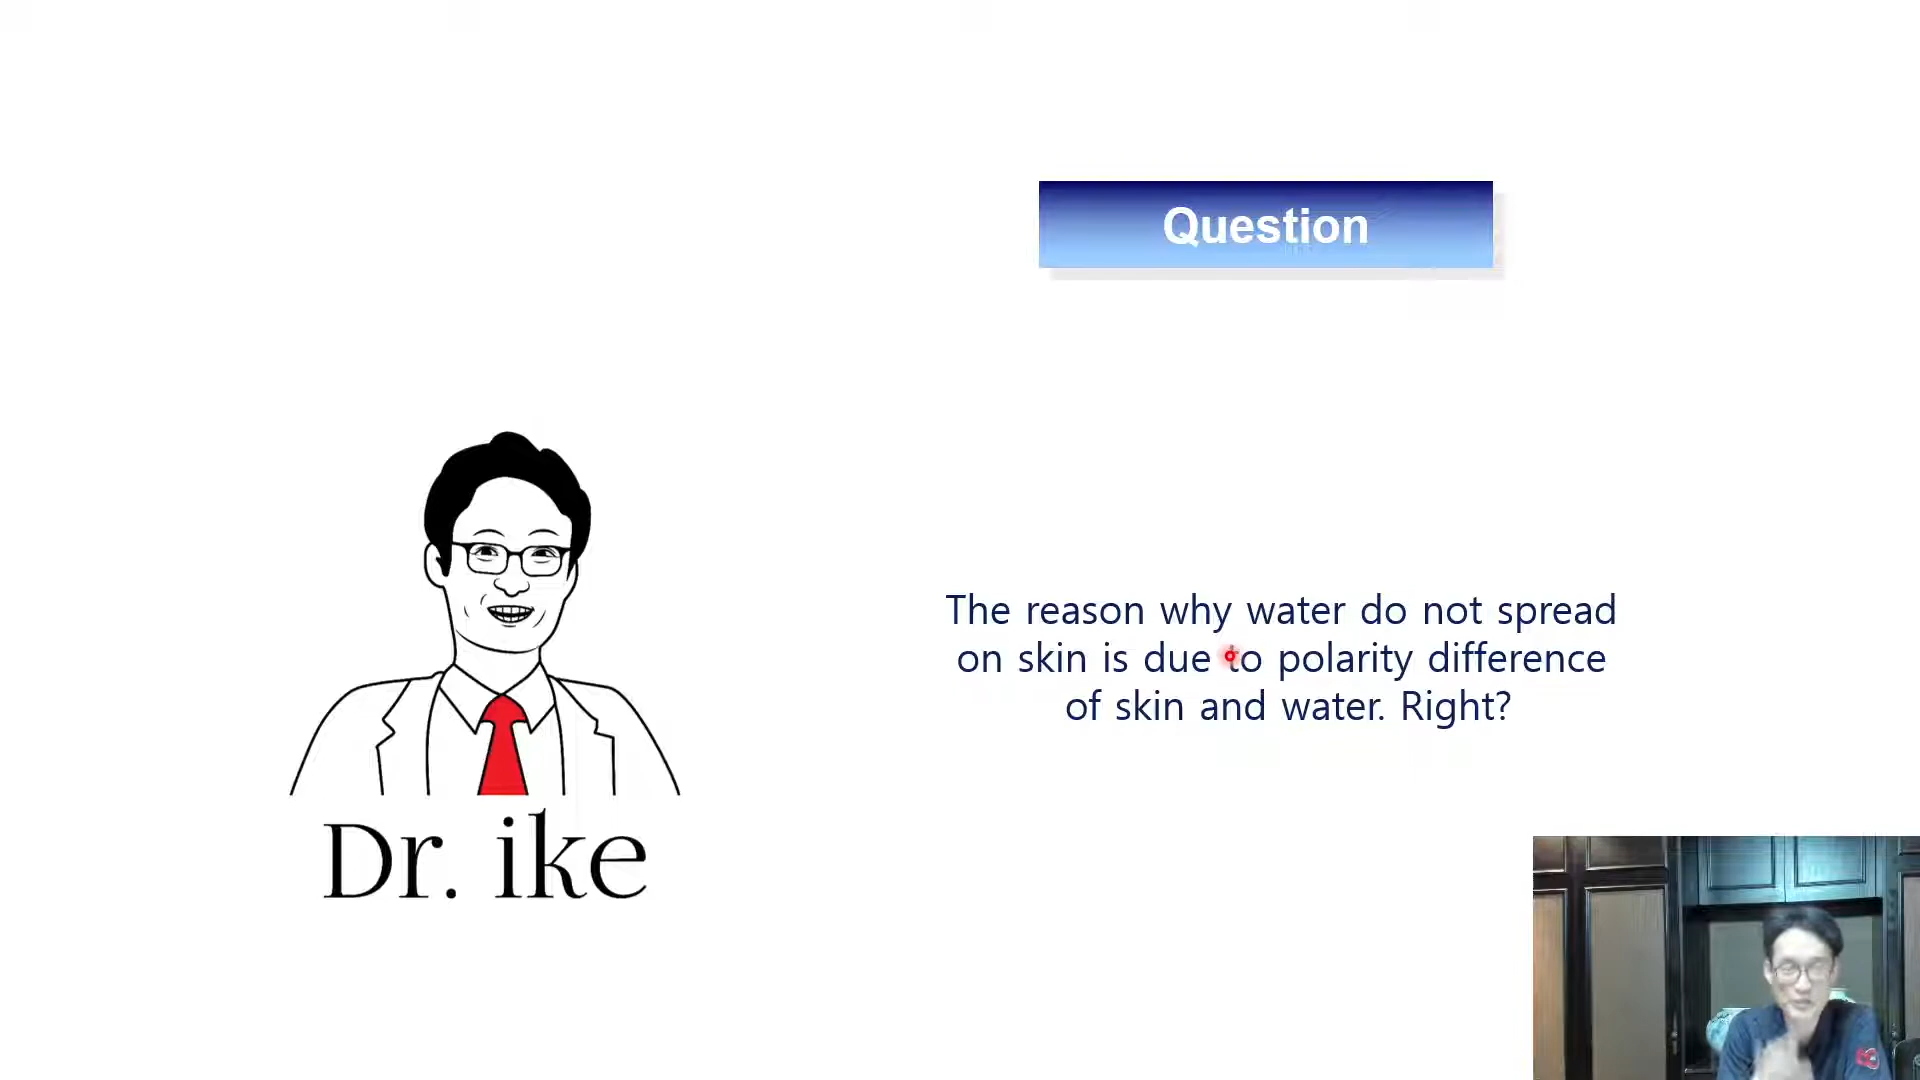 Question
The reason why water do not spread
on skin is due to polarity difference
of skin and water. Right?
Dr. ike